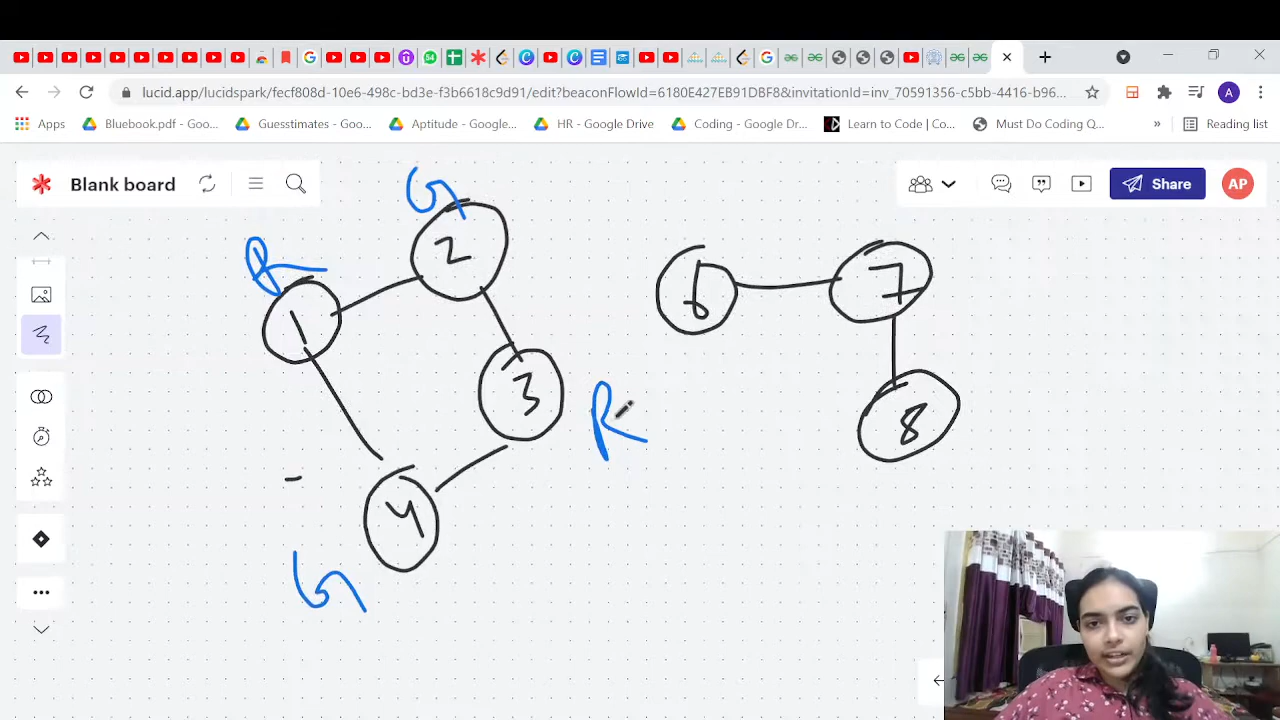 lucid.app/lucidspark/fecf808d-10e6-498c-bd3e-f3b6618c9d91/edit?beaconFlowId=6180E427EB91DBF8&invitationId=inv_70591356-c5bb-4416-b96...
A
Apps
Bluebook.pdf - Goo...
Guesstimates - Goo...
Aptitude - Google...
HR - Google Drive
Coding - Google Dr...
Learn to Code | Co...
Must Do Coding Q...
»
Reading list
Blank board
Share
AP
G
2
R
1
6
7
3
R
8
4
G